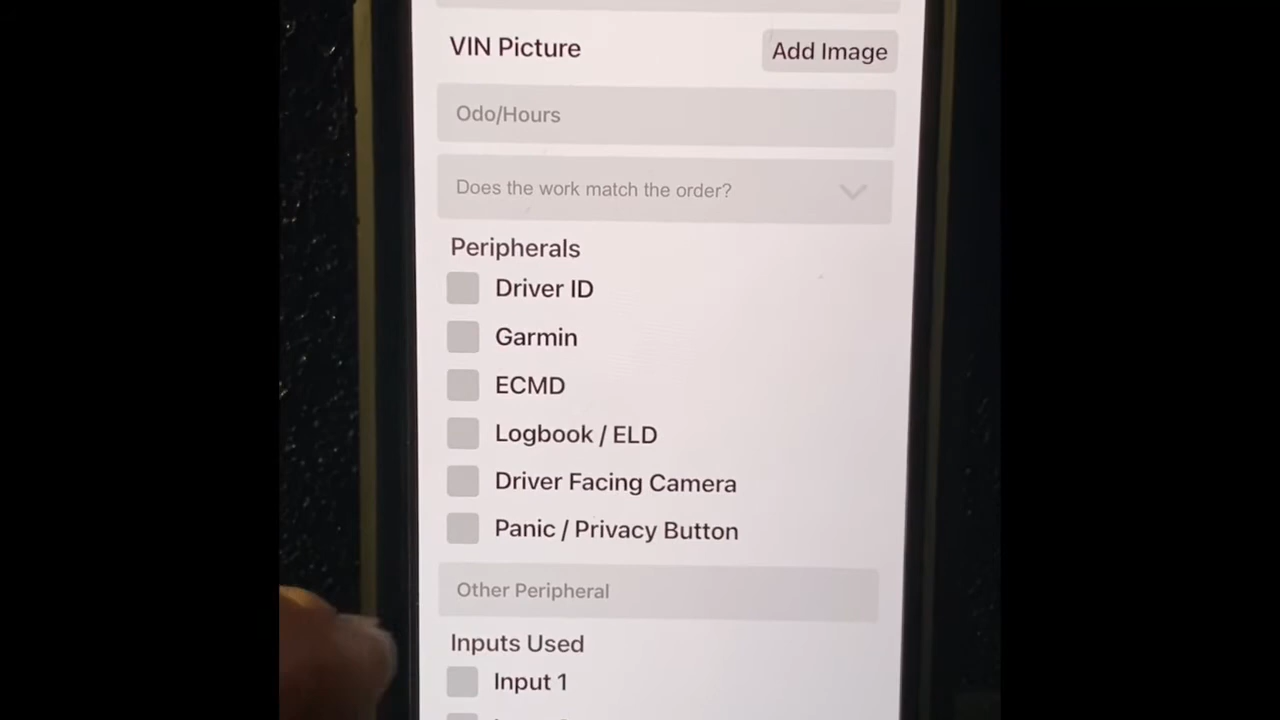 VIN Picture
Add Image
Odo/Hours
Does the work match the order?
Peripherals
Driver ID
Garmin
ECMD
Logbook / ELD
Driver Facing Camera
Panic / Privacy Button
Other Peripheral
Inputs Used
Input 1